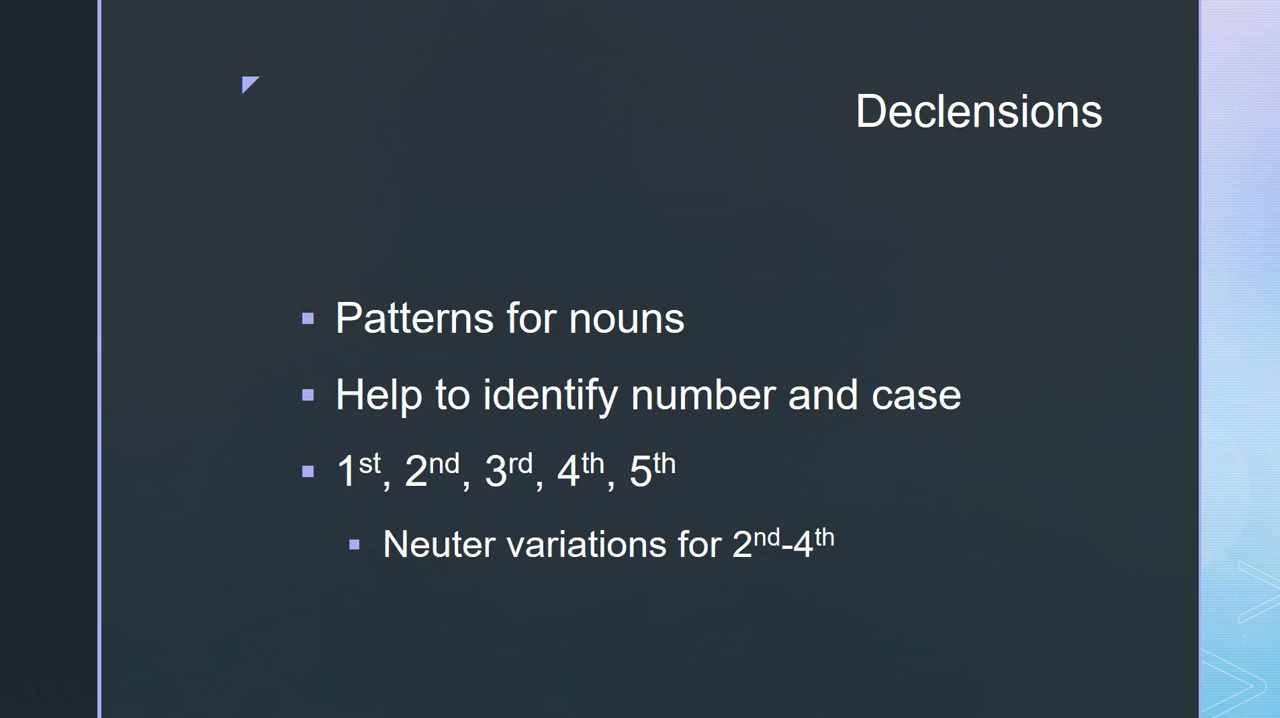 Declensions
Patterns for nouns
Help to identify number and case
1st, 2nd, 3rd, 4th, 5th
Neuter variations for 2nd-4th